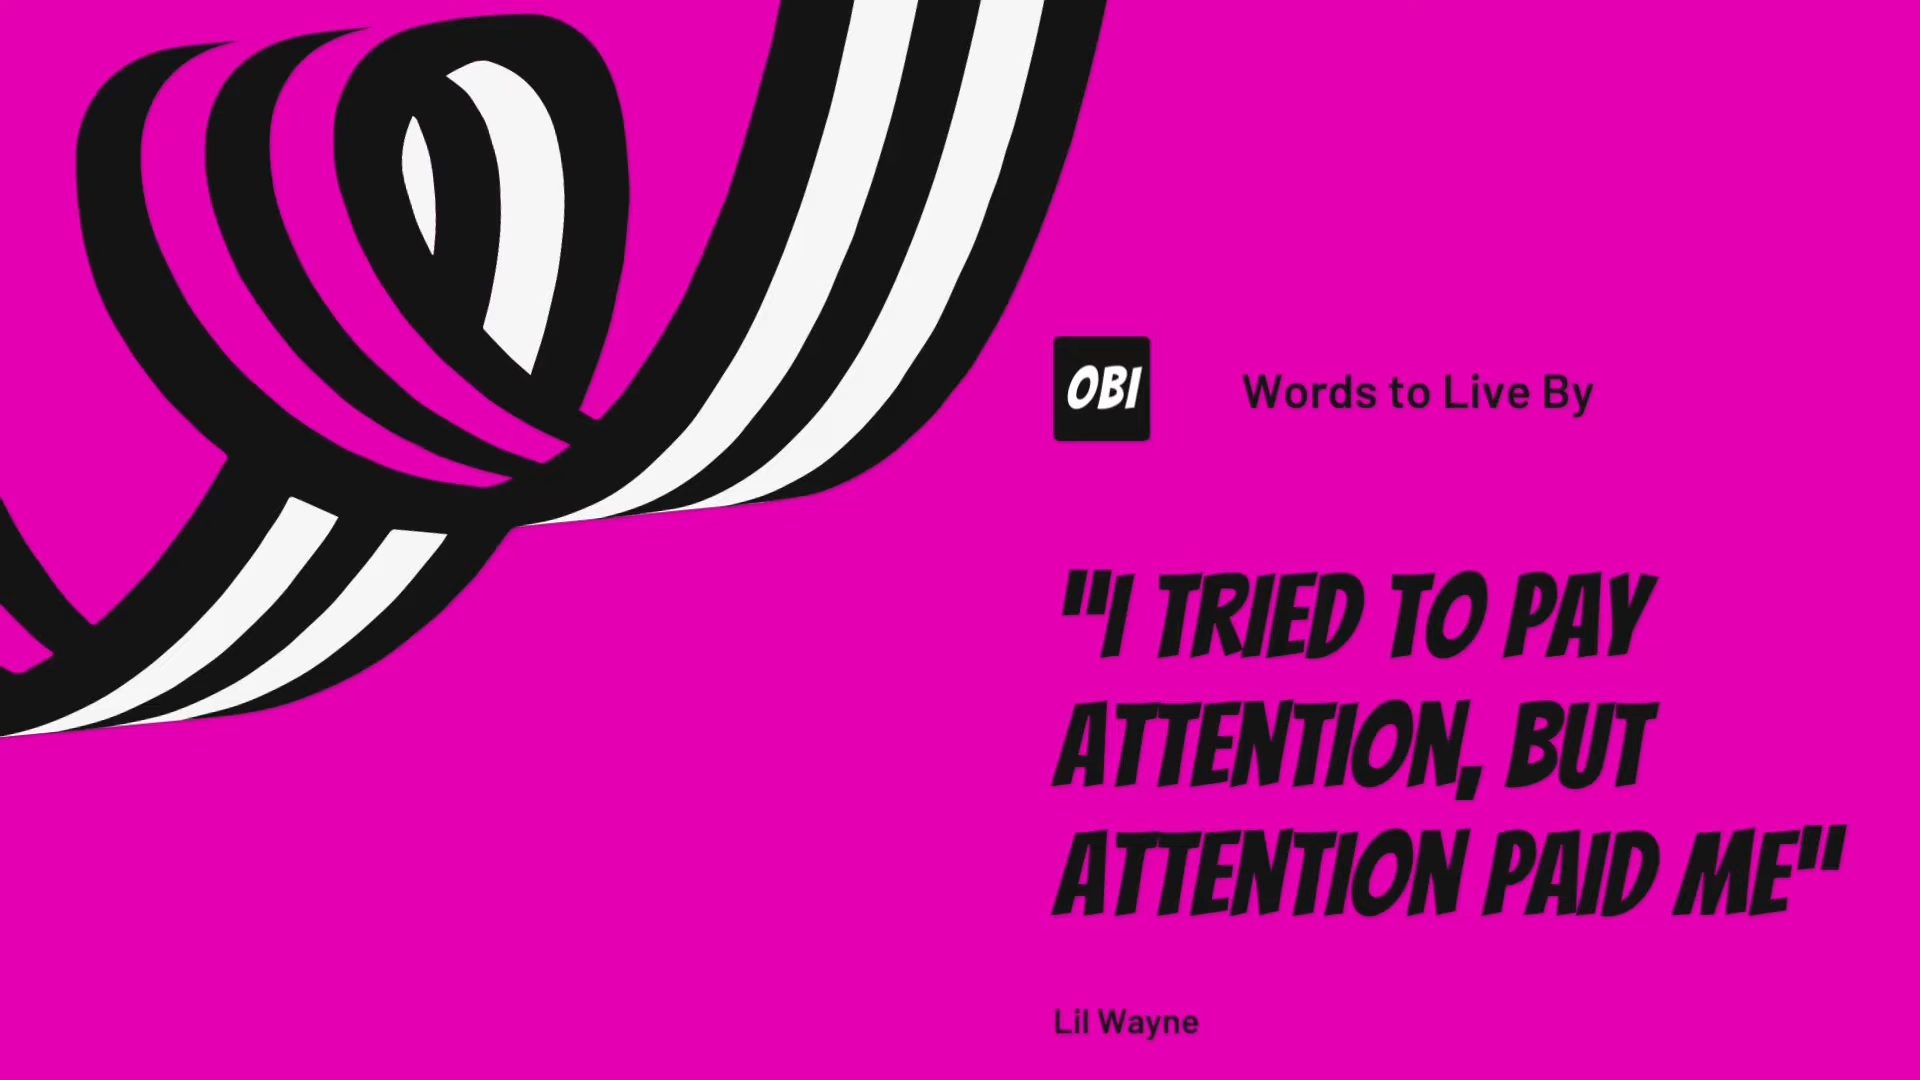 OBI
Words to Live By
"I TRIED TO PAY
ATTENTION, BUT
ATTENTION PAID ME"
Lil Wayne